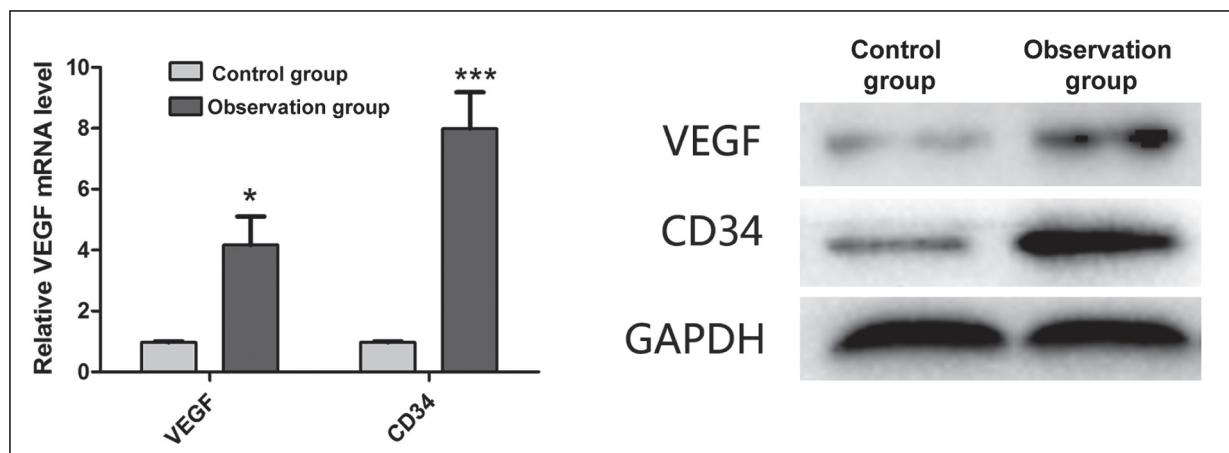 Relative VEGF mRNA level
10
8
6
4
2
0
Control group
Observation group
*
***
VEGF
CD34
Control
group
Observation
group
VEGF
CD34
GAPDH